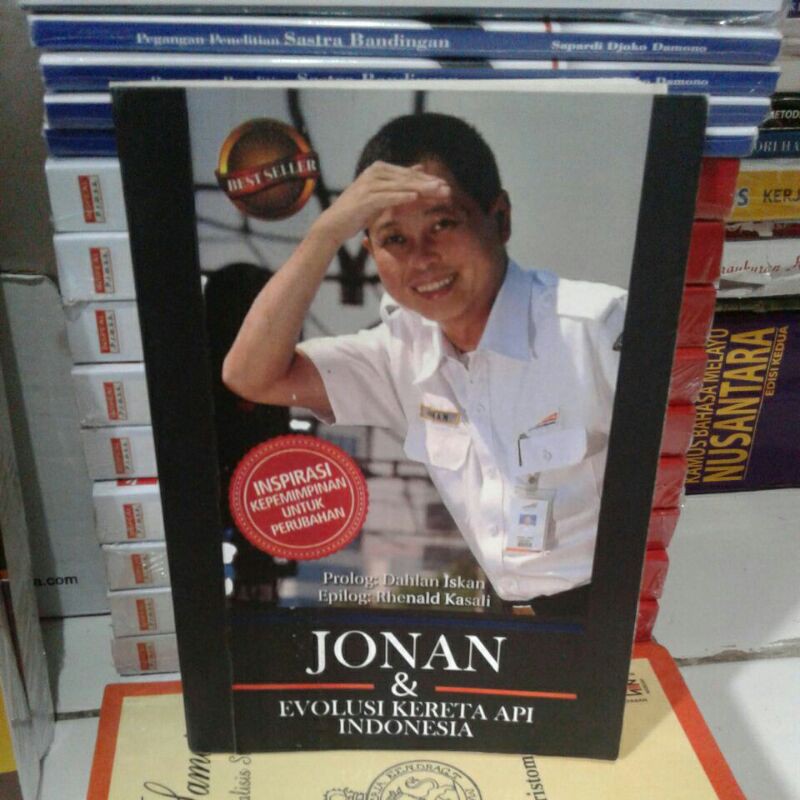 Pegangan Penelitian Sastra Bandingan Sapardi Djoko Damono
BEST SELLER
INSPIRASI
KEPEMIMPINAN
UNTUK
PERUBAHAN
Prolog: Dahlan Iskan
Epilog: Rhenald Kasali
JONAN
&
EVOLUSI KERETA API
INDONESIA
KAMUS BAHASA MELAYU
NUSANTARA
EDISI KEDUA
a.com